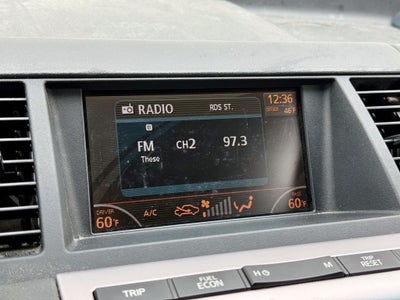 RADIO RDS ST. 12:36
46°F
FM CH2 97.3
These
DRIVER A/C PASS
60°F 60°F
TRIP FUEL ECON H M TRIP RESET